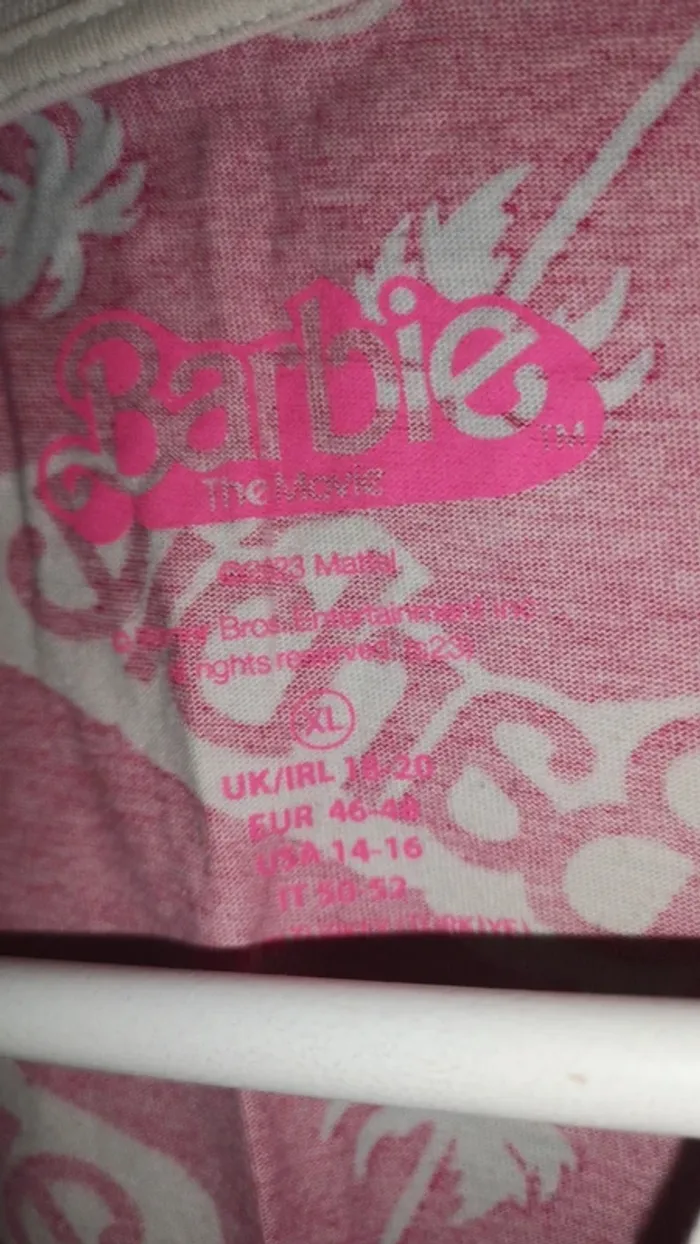 Barbie TM
The Movie
©2023 Mattel
Bros. Entertainment Inc
rights reserved. (s23)
XL
UK/IRL 18-20
EUR 46-48
USA 14-16
IT 50-52